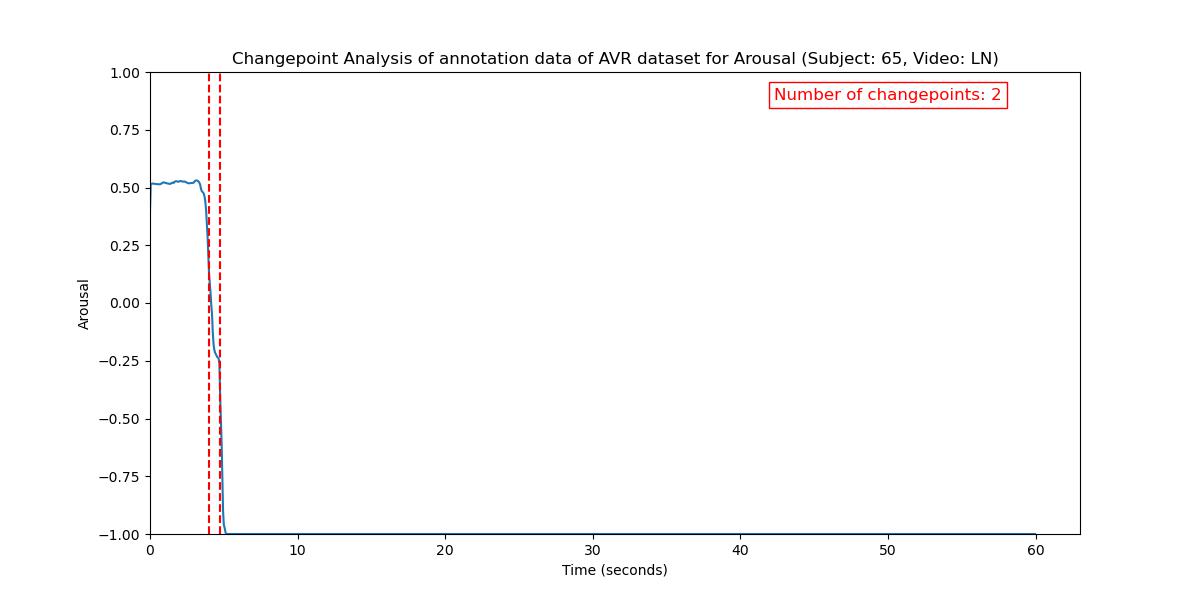 Changepoint Analysis of annotation data of AVR dataset for Arousal (Subject: 65, Video: LN)
Number of changepoints: 2
1.00
0.75
0.50
0.25
0.00
−0.25
−0.50
−0.75
−1.00
Arousal
0 10 20 30 40 50 60
Time (seconds)